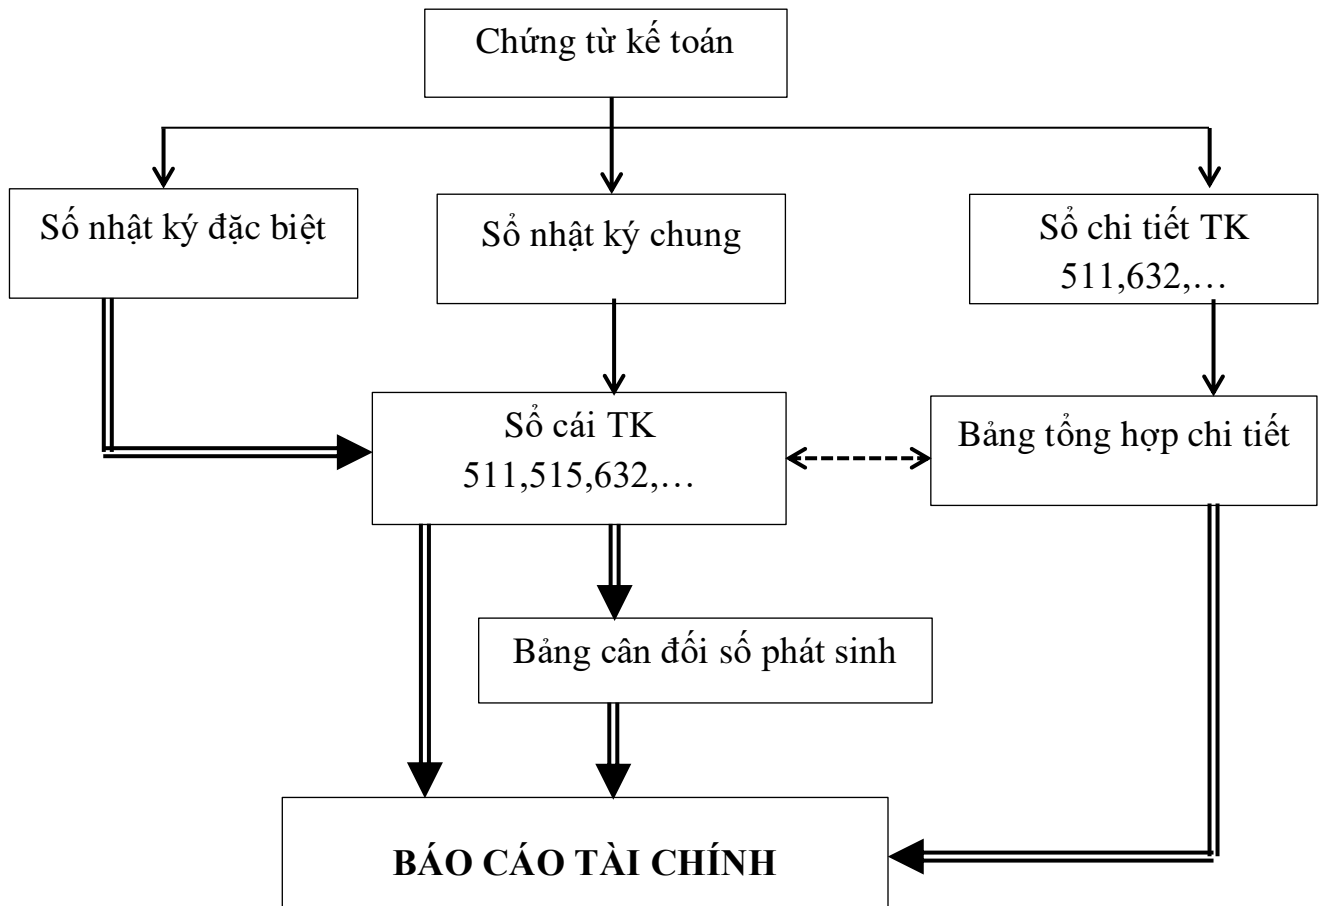 Chứng từ kế toán
Số nhật ký đặc biệt
Sổ nhật ký chung
Sổ chi tiết TK
511,632,…
Sổ cái TK
511,515,632,…
Bảng tổng hợp chi tiết
Bảng cân đối số phát sinh
BÁO CÁO TÀI CHÍNH